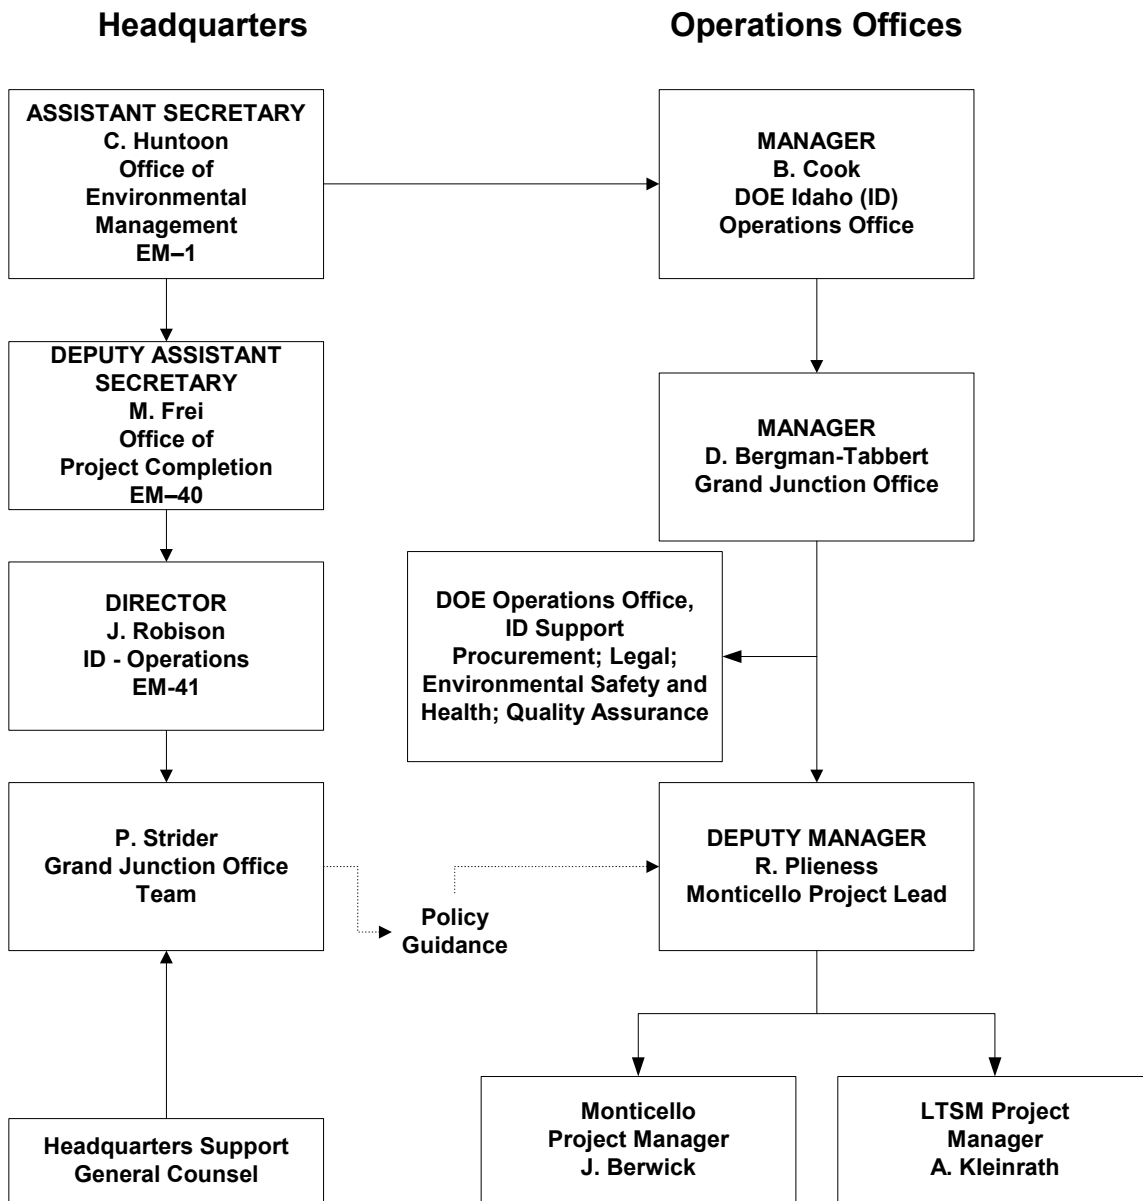 Headquarters
Operations Offices
ASSISTANT SECRETARY
C. Huntoon
Office of
Environmental
Management
EM–1
MANAGER
B. Cook
DOE Idaho (ID)
Operations Office
DEPUTY ASSISTANT
SECRETARY
M. Frei
Office of
Project Completion
EM–40
MANAGER
D. Bergman-Tabbert
Grand Junction Office
DIRECTOR
J. Robison
ID - Operations
EM-41
DOE Operations Office,
ID Support
Procurement; Legal;
Environmental Safety and
Health; Quality Assurance
P. Strider
Grand Junction Office
Team
Policy
Guidance
DEPUTY MANAGER
R. Plieness
Monticello Project Lead
Headquarters Support
General Counsel
Monticello
Project Manager
J. Berwick
LTSM Project
Manager
A. Kleinrath